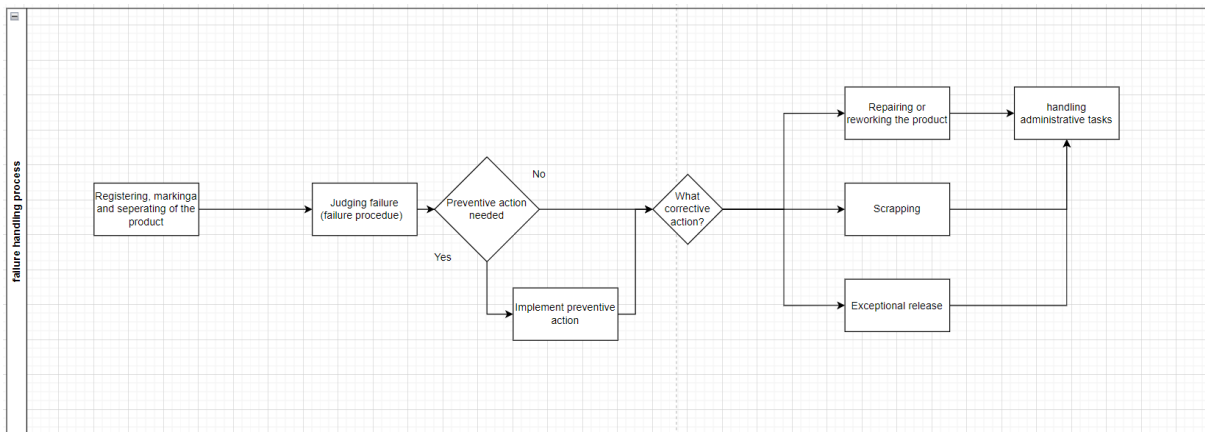 failure handling process
Registering, markinga
and seperating of the
product
Judging failure
(failure procedue)
Preventive action
needed
No
Yes
Implement preventive
action
What
corrective
action?
Repairing or
reworking the product
Scrapping
Exceptional release
handling
administrative tasks